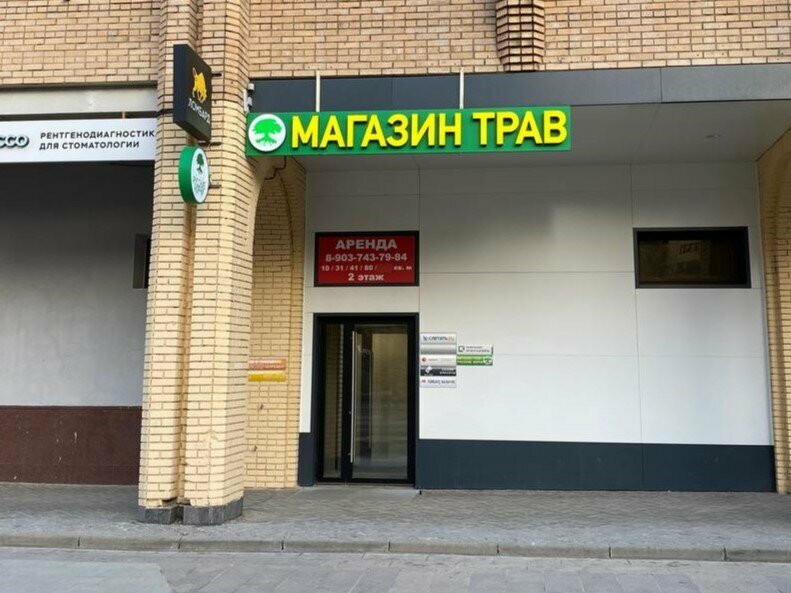 ЛОМБАРД
ССО
РЕНТГЕНОДИАГНОСТИК
ДЛЯ СТОМАТОЛОГИИ
МАГАЗИН ТРАВ
АРЕНДА
8-903-743-79-84
10 / 31 / 41 / 80 / кв. м
2 этаж